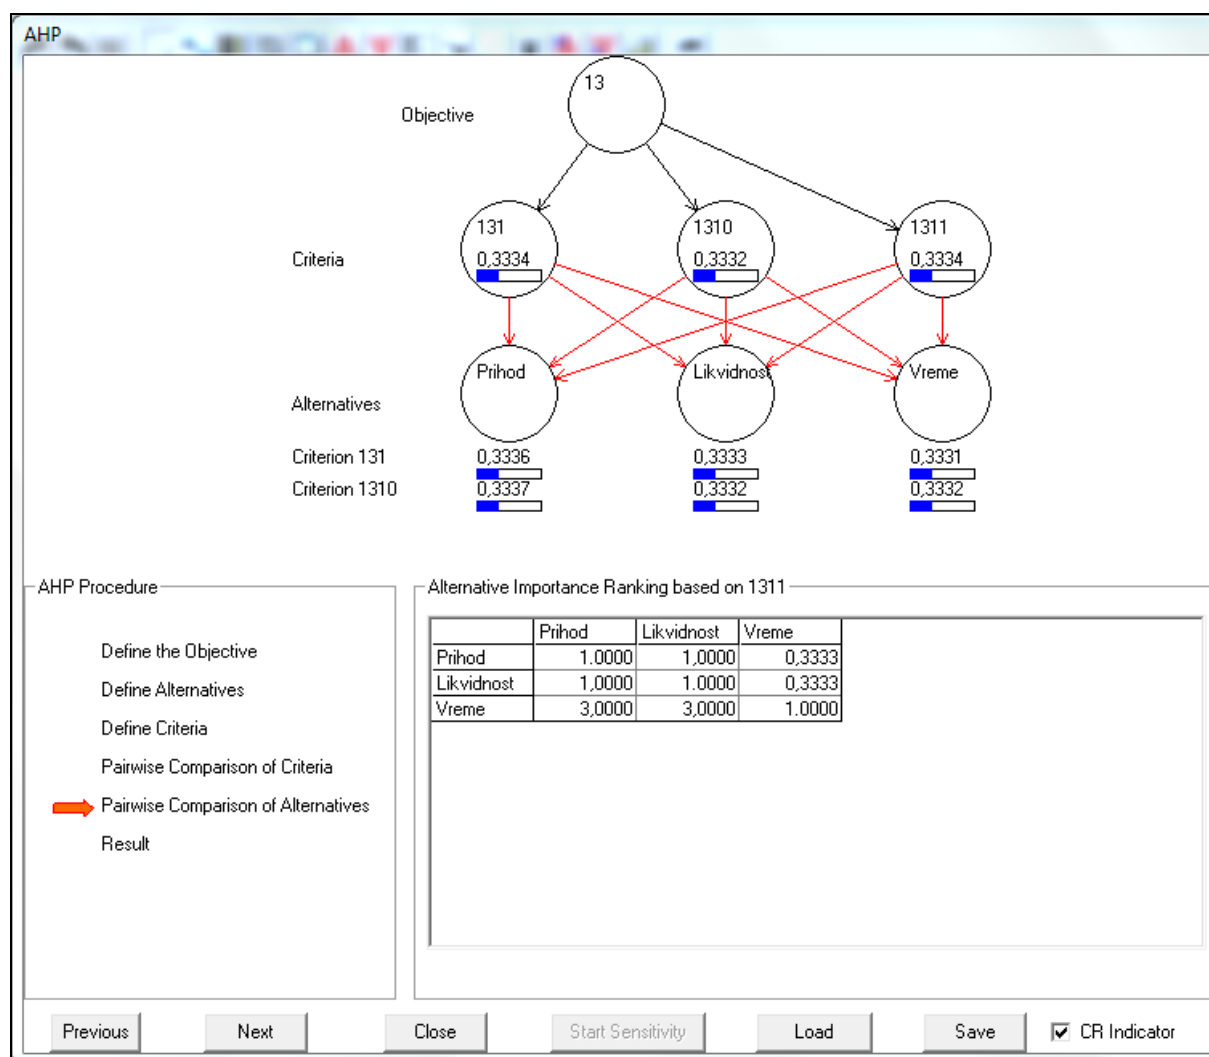 AHP
13
Objective
131 1310 1311
Criteria 0,3334 0,3332 0,3334
Prihod Likvidnost Vreme
Alternatives
Criterion 131 0,3336 0,3333 0,3331
Criterion 1310 0,3337 0,3332 0,3332
AHP Procedure
Define the Objective
Define Alternatives
Define Criteria
Pairwise Comparison of Criteria
Pairwise Comparison of Alternatives
Result
Alternative Importance Ranking based on 1311
Prihod Likvidnost Vreme
Prihod 1.0000 1,0000 0,3333
Likvidnost 1,0000 1.0000 0,3333
Vreme 3,0000 3,0000 1.0000
Previous Next Close Start Sensitivity Load Save CR Indicator